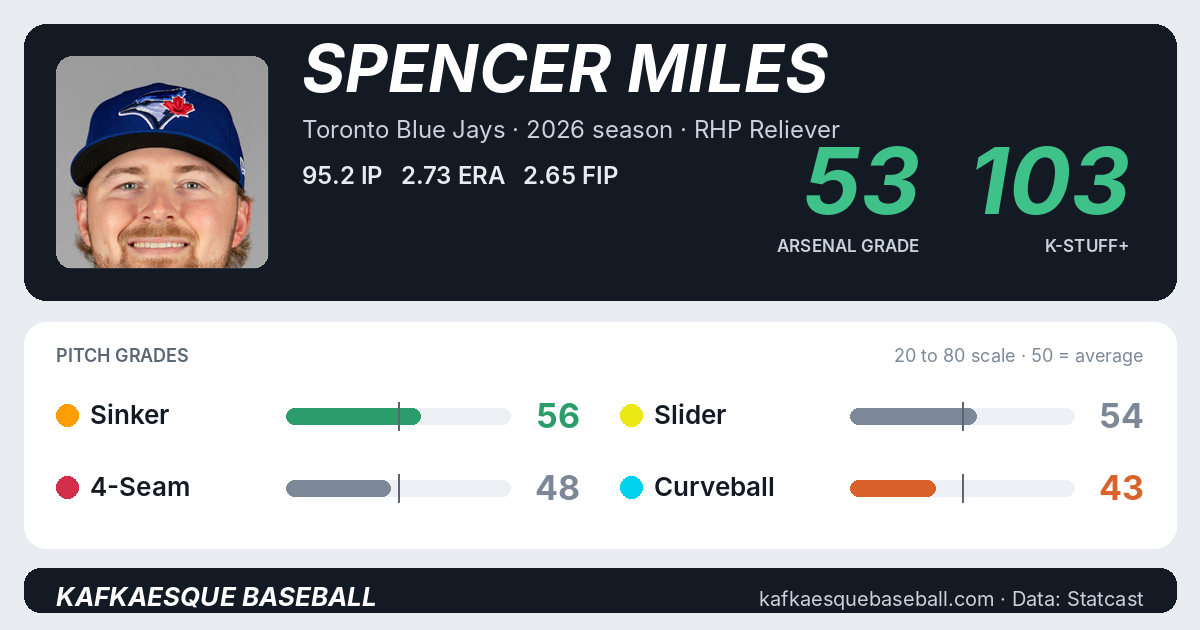 SPENCER MILES
Toronto Blue Jays · 2026 season · RHP Reliever
95.2 IP 2.73 ERA 2.65 FIP
53 103
ARSENAL GRADE K-STUFF+
PITCH GRADES 20 to 80 scale · 50 = average
Sinker 56 Slider 54
4-Seam 48 Curveball 43
KAFKAESQUE BASEBALL kafkaesquebaseball.com · Data: Statcast